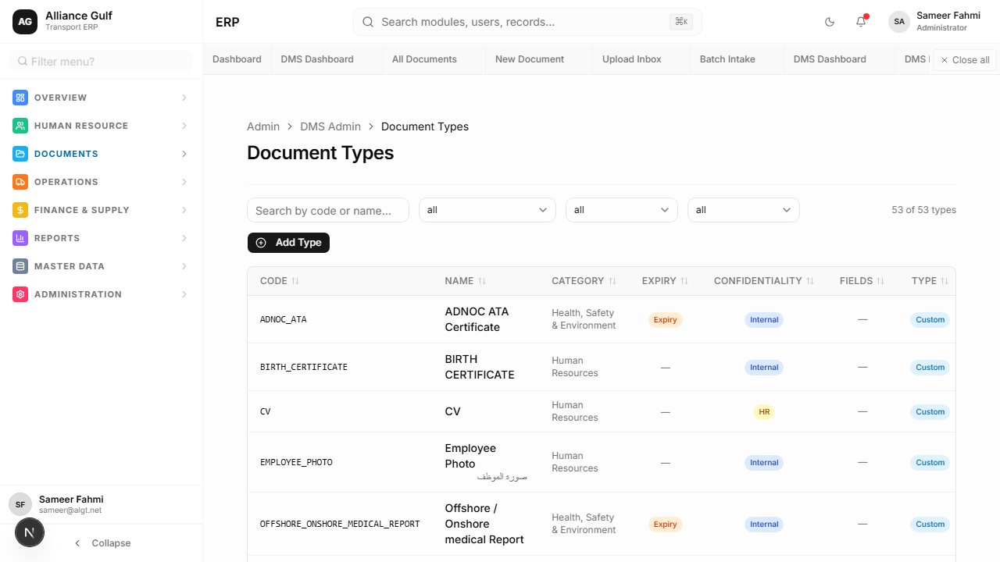 AG
Alliance Gulf
Transport ERP
ERP
Search modules, users, records...
⌘K
SA
Sameer Fahmi
Administrator
Filter menu?
Dashboard
DMS Dashboard
All Documents
New Document
Upload Inbox
Batch Intake
DMS Dashboard
DMS
Close all
OVERVIEW
HUMAN RESOURCE
DOCUMENTS
OPERATIONS
FINANCE & SUPPLY
REPORTS
MASTER DATA
ADMINISTRATION
SF
Sameer Fahmi
sameer@algt.net
N
Collapse
Admin > DMS Admin > Document Types
Document Types
Search by code or name...
all
all
all
53 of 53 types
Add Type
CODE NAME CATEGORY EXPIRY CONFIDENTIALITY FIELDS TYPE
ADNOC_ATA
ADNOC ATA
Certificate
Health, Safety
& Environment
Expiry
Internal
—
Custom
BIRTH_CERTIFICATE
BIRTH
CERTIFICATE
Human
Resources
—
Internal
—
Custom
CV
CV
Human
Resources
—
HR
—
Custom
EMPLOYEE_PHOTO
Employee
Photo
صورة الموظف
Human
Resources
—
Internal
—
Custom
OFFSHORE_ONSHORE_MEDICAL_REPORT
Offshore /
Onshore
medical Report
Health, Safety
& Environment
Expiry
Internal
—
Custom